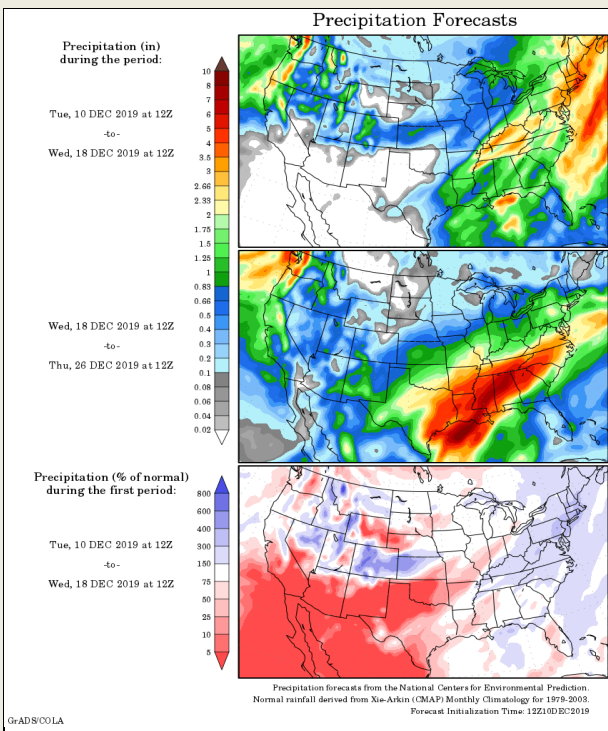 Precipitation Forecasts
Precipitation (in)
during the period:
Tue, 10 DEC 2019 at 12Z
-to-
Wed, 18 DEC 2019 at 12Z
10
8
7
6
5
4
3.5
3
2.66
2.33
2
1.75
1.5
1.25
1
0.83
0.66
0.5
0.4
0.3
0.2
0.1
0.08
0.06
0.04
0.02
Wed, 18 DEC 2019 at 12Z
-to-
Thu, 26 DEC 2019 at 12Z
Precipitation (% of normal)
during the first period:
Tue, 10 DEC 2019 at 12Z
-to-
Wed, 18 DEC 2019 at 12Z
800
600
400
300
150
75
50
25
10
5
Precipitation forecasts from the National Centers for Environmental Prediction.
Normal rainfall derived from Xie-Arkin (CMAP) Monthly Climatology for 1979-2003.
Forecast Initialization Time: 12Z10DEC2019
GrADS/COLA